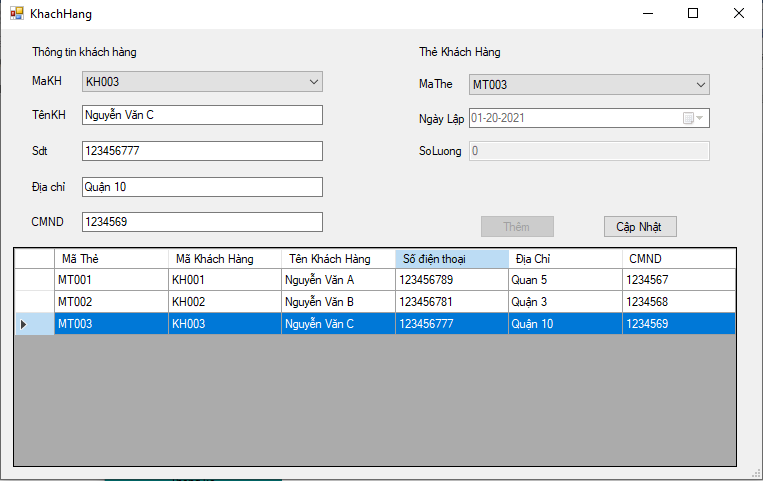 KhachHang
Thông tin khách hàng
Thẻ Khách Hàng
MaKH KH003
MaThe MT003
TênKH Nguyễn Văn C
Ngày Lập 01-20-2021
Sdt 123456777
SoLuong 0
Địa chỉ Quận 10
CMND 1234569
Thêm Cập Nhật
Mã Thẻ Mã Khách Hàng Tên Khách Hàng Số điện thoại Địa Chỉ CMND
MT001 KH001 Nguyễn Văn A 123456789 Quan 5 1234567
MT002 KH002 Nguyễn Văn B 123456781 Quận 3 1234568
MT003 KH003 Nguyễn Văn C 123456777 Quận 10 1234569